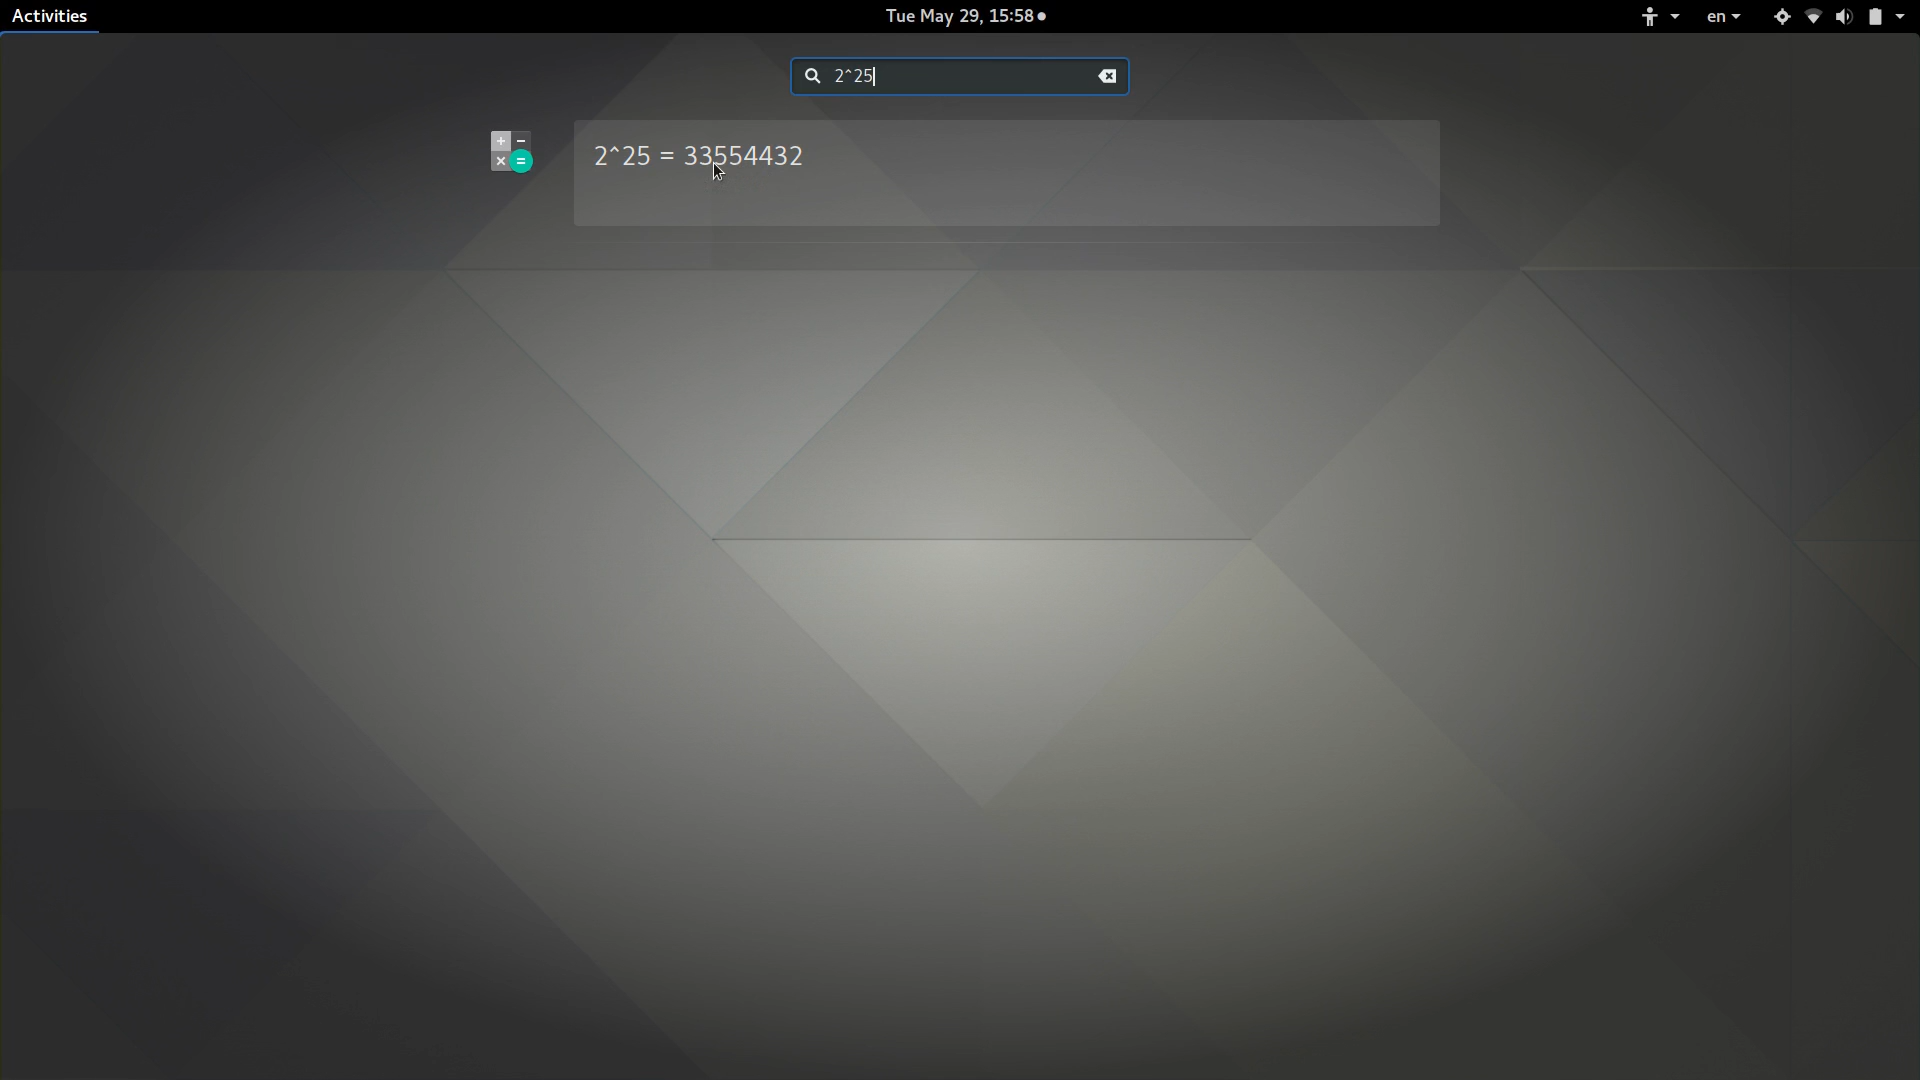 Activities
Tue May 29, 15:58
en
2^25
2^25 = 33554432